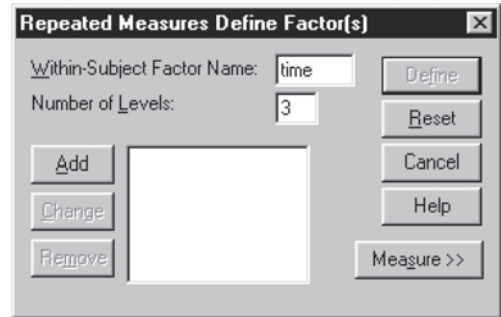 Repeated Measures Define Factor(s)
Within-Subject Factor Name: time
Define
Number of Levels: 3
Reset
Add
Cancel
Change
Help
Remove
Measure >>